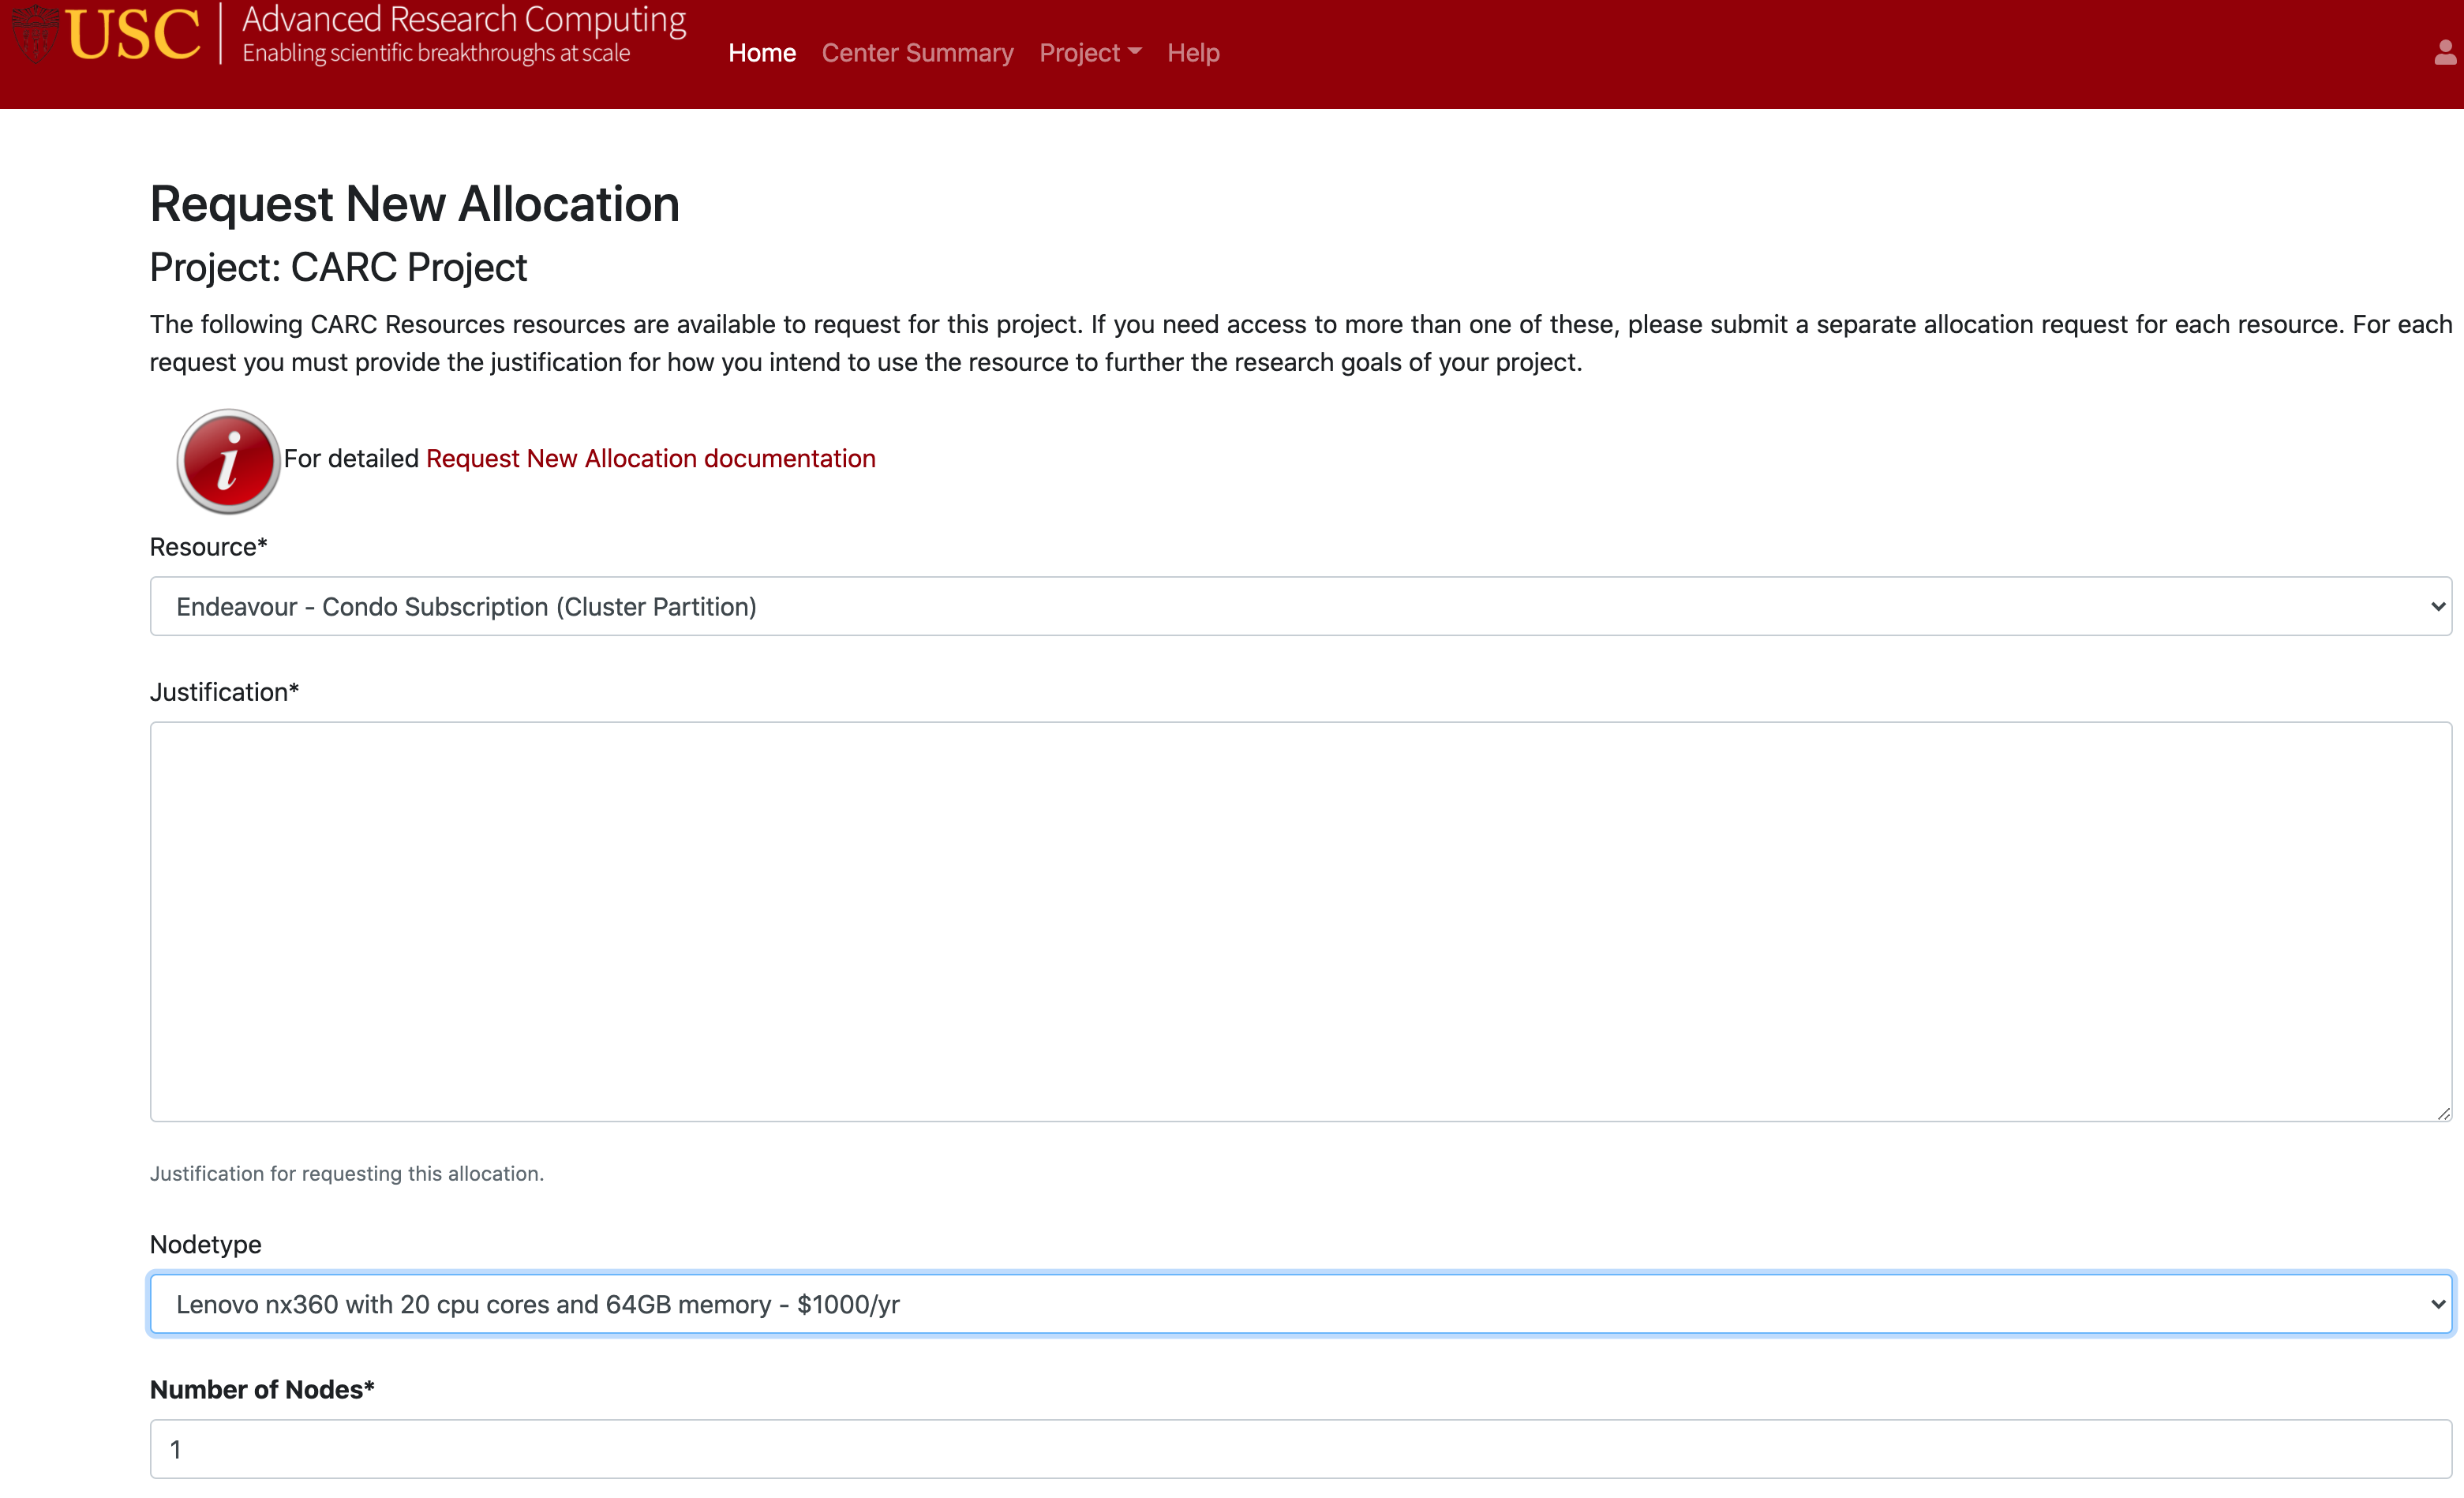 USC
Advanced Research Computing
Enabling scientific breakthroughs at scale
Home Center Summary Project Help
Request New Allocation
Project: CARC Project
The following CARC Resources resources are available to request for this project. If you need access to more than one of these, please submit a separate allocation request for each resource. For each
request you must provide the justification for how you intend to use the resource to further the research goals of your project.
i
For detailed Request New Allocation documentation
Resource*
Endeavour - Condo Subscription (Cluster Partition)
Justification*
Justification for requesting this allocation.
Nodetype
Lenovo nx360 with 20 cpu cores and 64GB memory - $1000/yr
Number of Nodes*
1